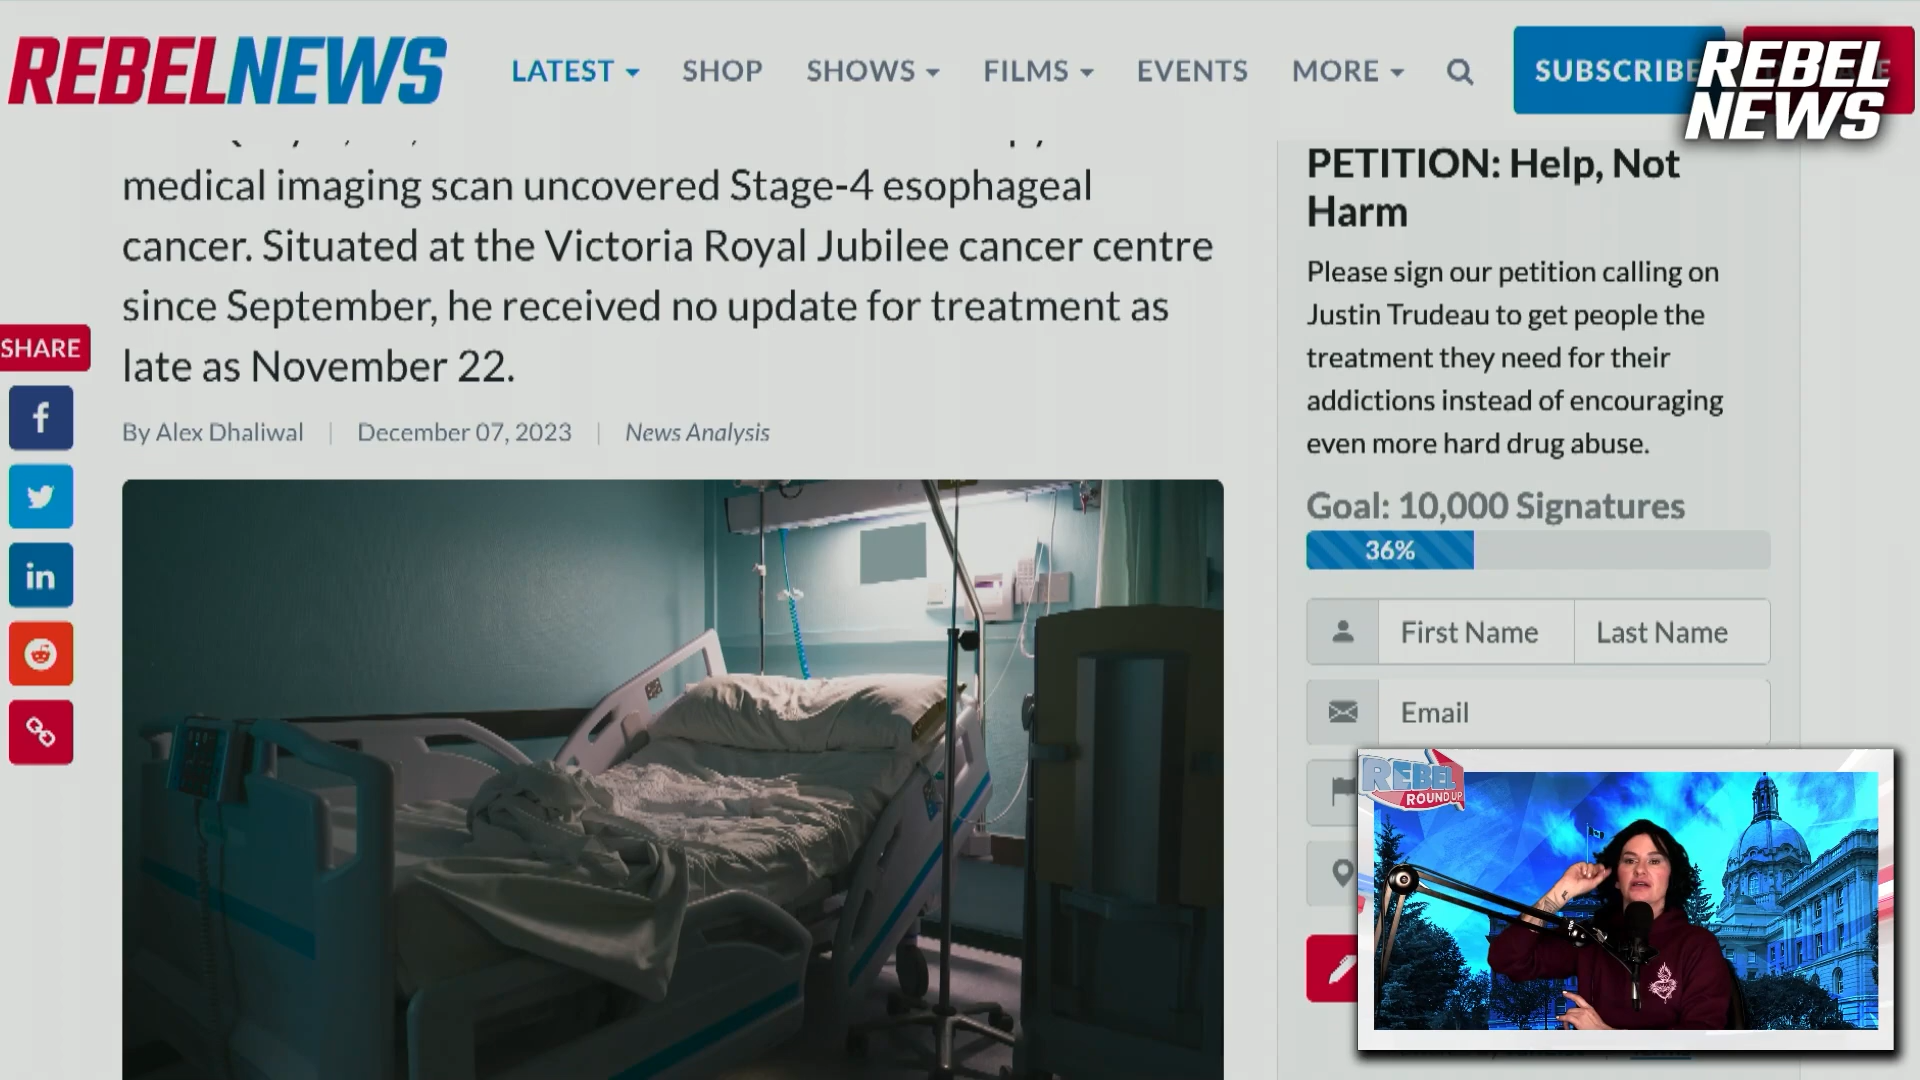 REBELNEWS
LATEST SHOP SHOWS FILMS EVENTS MORE
SUBSCRIBE
REBEL
NEWS
medical imaging scan uncovered Stage-4 esophageal
cancer. Situated at the Victoria Royal Jubilee cancer centre
since September, he received no update for treatment as
late as November 22.
By Alex Dhaliwal | December 07, 2023 | News Analysis
SHARE
f
in
PETITION: Help, Not
Harm
Please sign our petition calling on
Justin Trudeau to get people the
treatment they need for their
addictions instead of encouraging
even more hard drug abuse.
Goal: 10,000 Signatures
36%
First Name Last Name
Email
REBEL
ROUNDUP